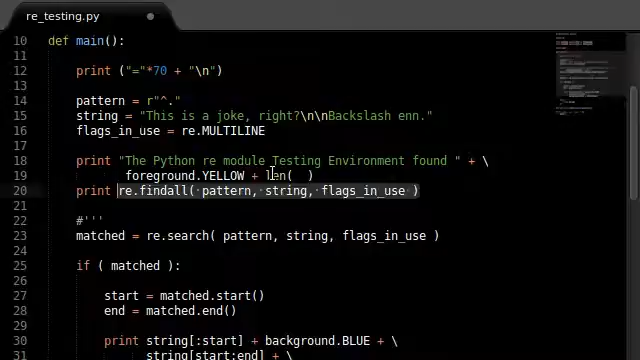 re_testing.py
10 def main():
11
12 print ("="*70 + "\n")
13
14 pattern = r"^."
15 string = "This is a joke, right?\n\nBackslash enn."
16 flags_in_use = re.MULTILINE
17
18 print "The Python re module Testing Environment found " + \
19 foreground.YELLOW + len( )
20 print re.findall( pattern, string, flags_in_use )
21
22 #'''
23 matched = re.search( pattern, string, flags_in_use )
24
25 if ( matched ):
26
27 start = matched.start()
28 end = matched.end()
29
30 print string[:start] + background.BLUE + \
31 string[start:end] + \